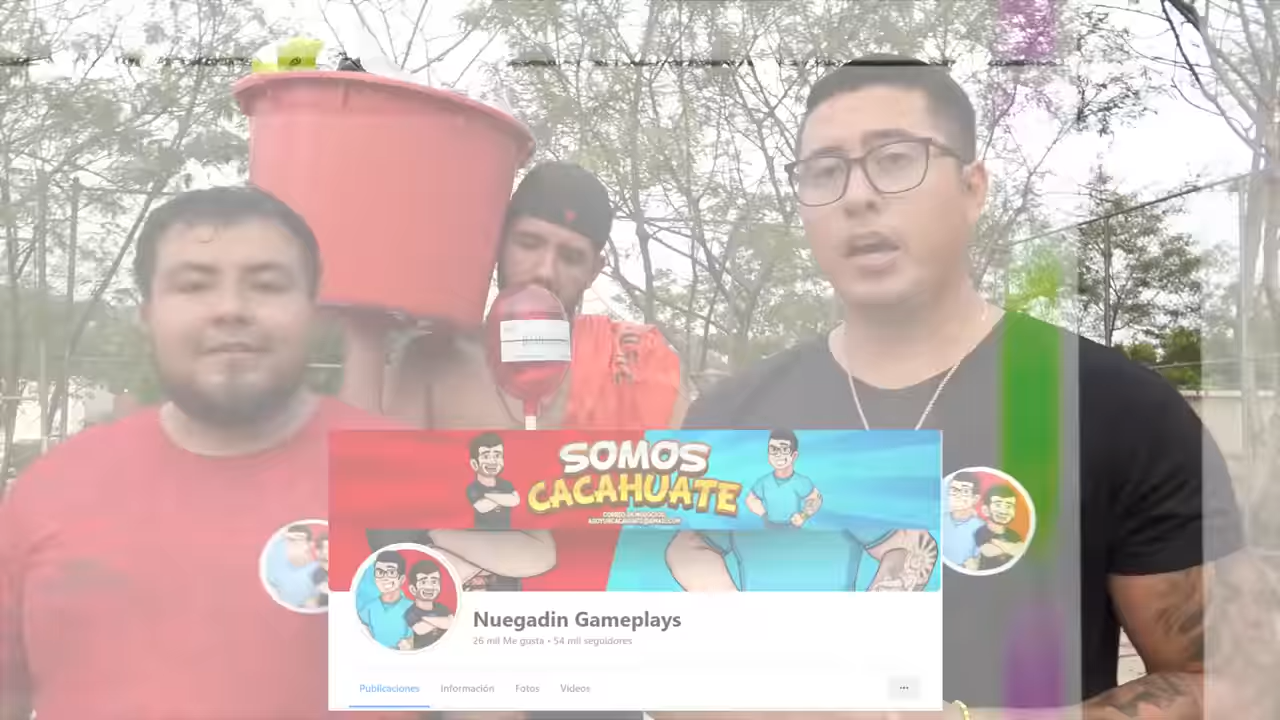 SOMOS
CACAHUATE
Nuegadin Gameplays
26 mil Me gusta • 54 mil seguidores
Publicaciones
Información
Fotos
Videos